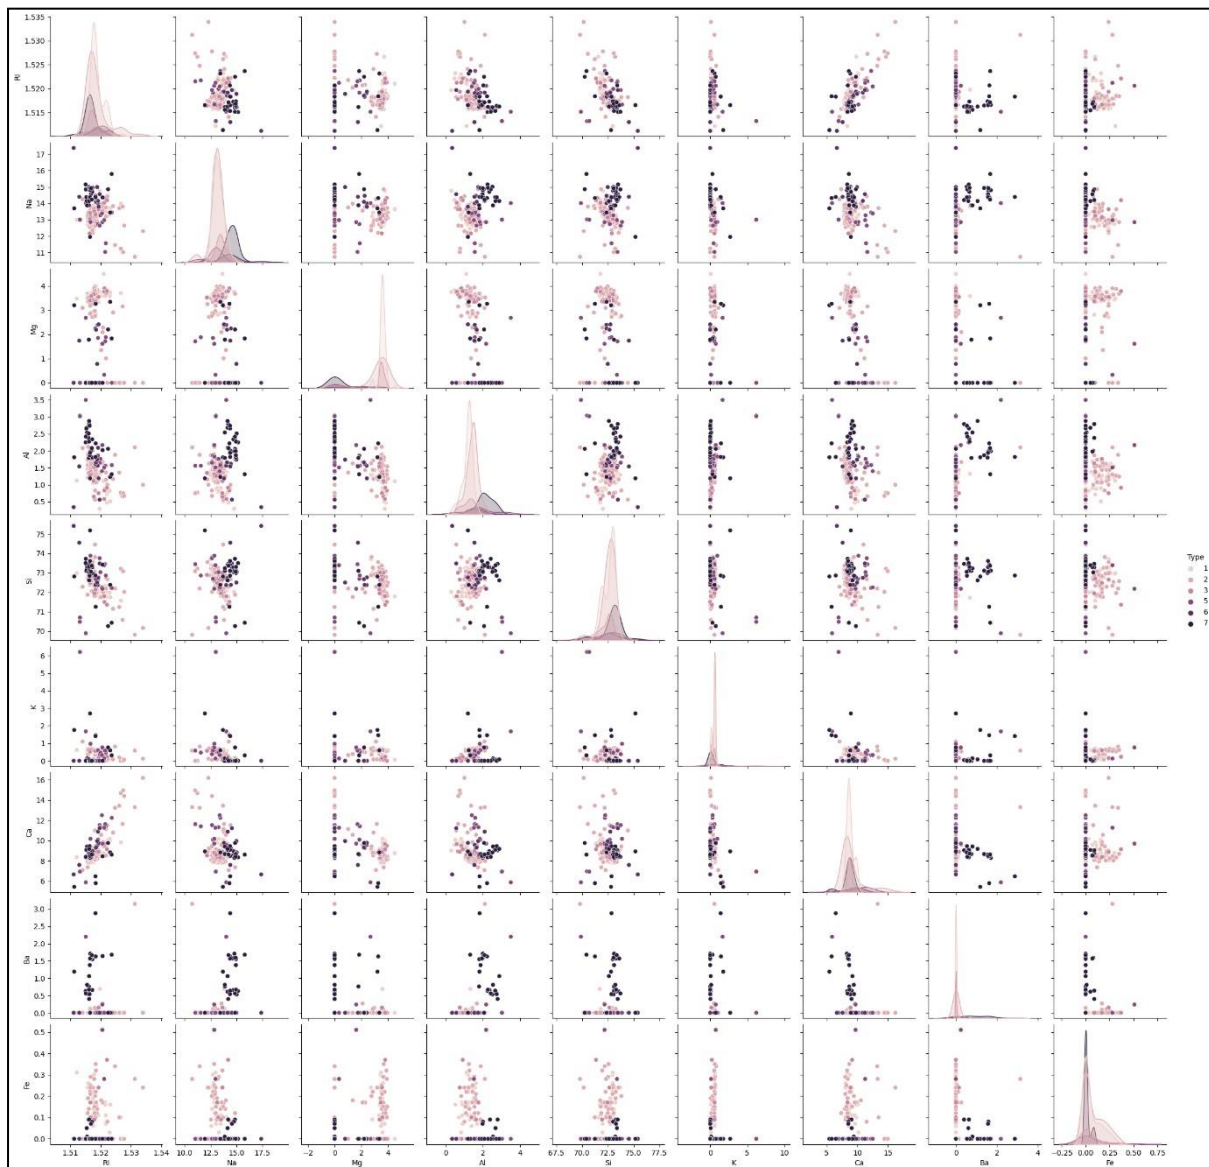 1.535
1.530
1.525
1.520
1.515
RI
17
16
15
14
13
12
11
Na
4
3
2
1
0
Mg
3.5
3.0
2.5
2.0
1.5
1.0
0.5
Al
75
74
73
72
71
70
Si
6
5
4
3
2
1
0
K
16
14
12
10
8
6
Ca
3.0
2.5
2.0
1.5
1.0
0.5
0.0
Ba
0.5
0.4
0.3
0.2
0.1
0.0
Fe
1.51 1.52 1.53 1.54
RI
10.0 12.5 15.0 17.5
Na
−2 0 2 4
Mg
0 2 4
Al
67.5 70.0 72.5 75.0 77.5
Si
0 5 10
K
5 10 15
Ca
0 2 4
Ba
0.00 0.25 0.50 0.75
Fe
Type
1
2
3
5
6
7